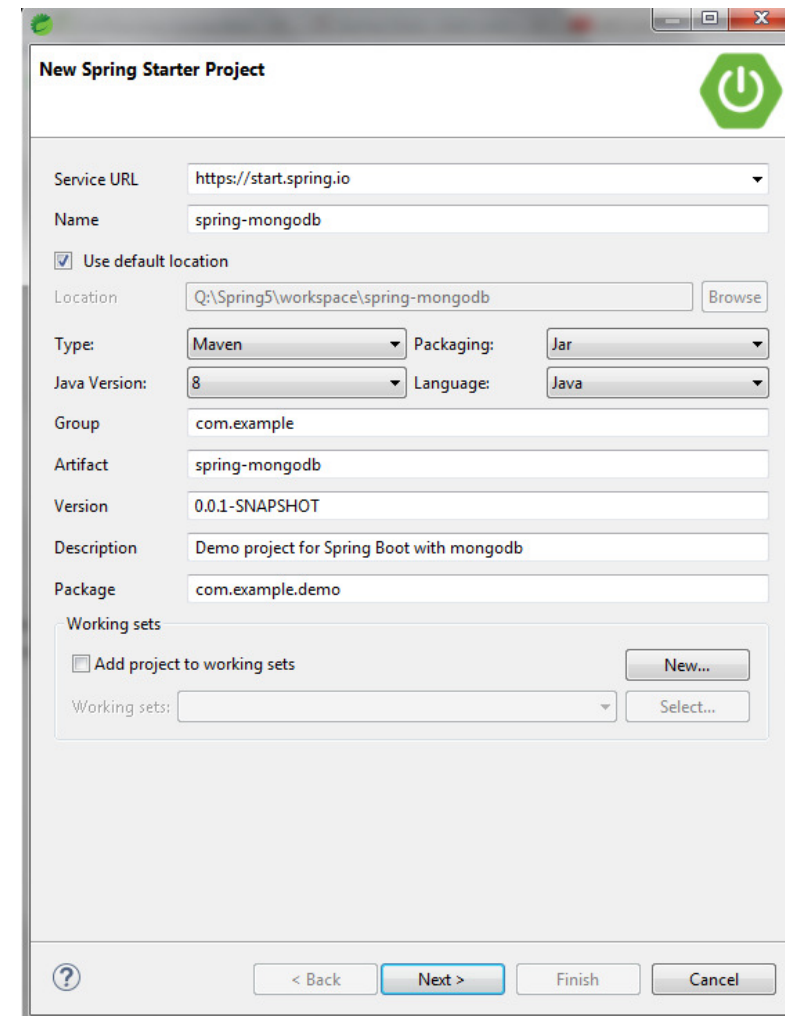 New Spring Starter Project
Service URL https://start.spring.io
Name spring-mongodb
Use default location
Location Q:\Spring5\workspace\spring-mongodb Browse
Type: Maven Packaging: Jar
Java Version: 8 Language: Java
Group com.example
Artifact spring-mongodb
Version 0.0.1-SNAPSHOT
Description Demo project for Spring Boot with mongodb
Package com.example.demo
Working sets
Add project to working sets New...
Working sets: Select...
? < Back Next > Finish Cancel